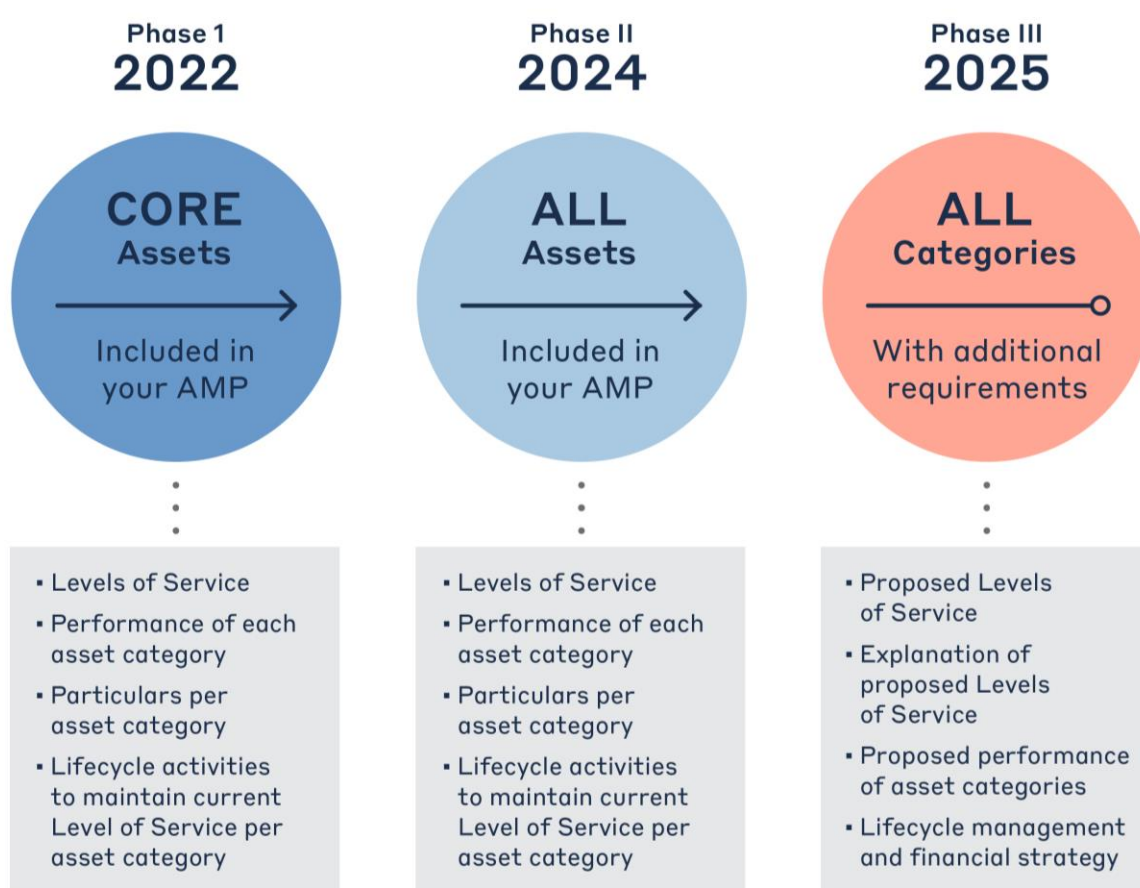 Phase 1
2022
CORE
Assets
Included in
your AMP
▪ Levels of Service
▪ Performance of each
asset category
▪ Particulars per
asset category
▪ Lifecycle activities
to maintain current
Level of Service per
asset category
Phase II
2024
ALL
Assets
Included in
your AMP
▪ Levels of Service
▪ Performance of each
asset category
▪ Particulars per
asset category
▪ Lifecycle activities
to maintain current
Level of Service per
asset category
Phase III
2025
ALL
Categories
With additional
requirements
▪ Proposed Levels
of Service
▪ Explanation of
proposed Levels
of Service
▪ Proposed performance
of asset categories
▪ Lifecycle management
and financial strategy